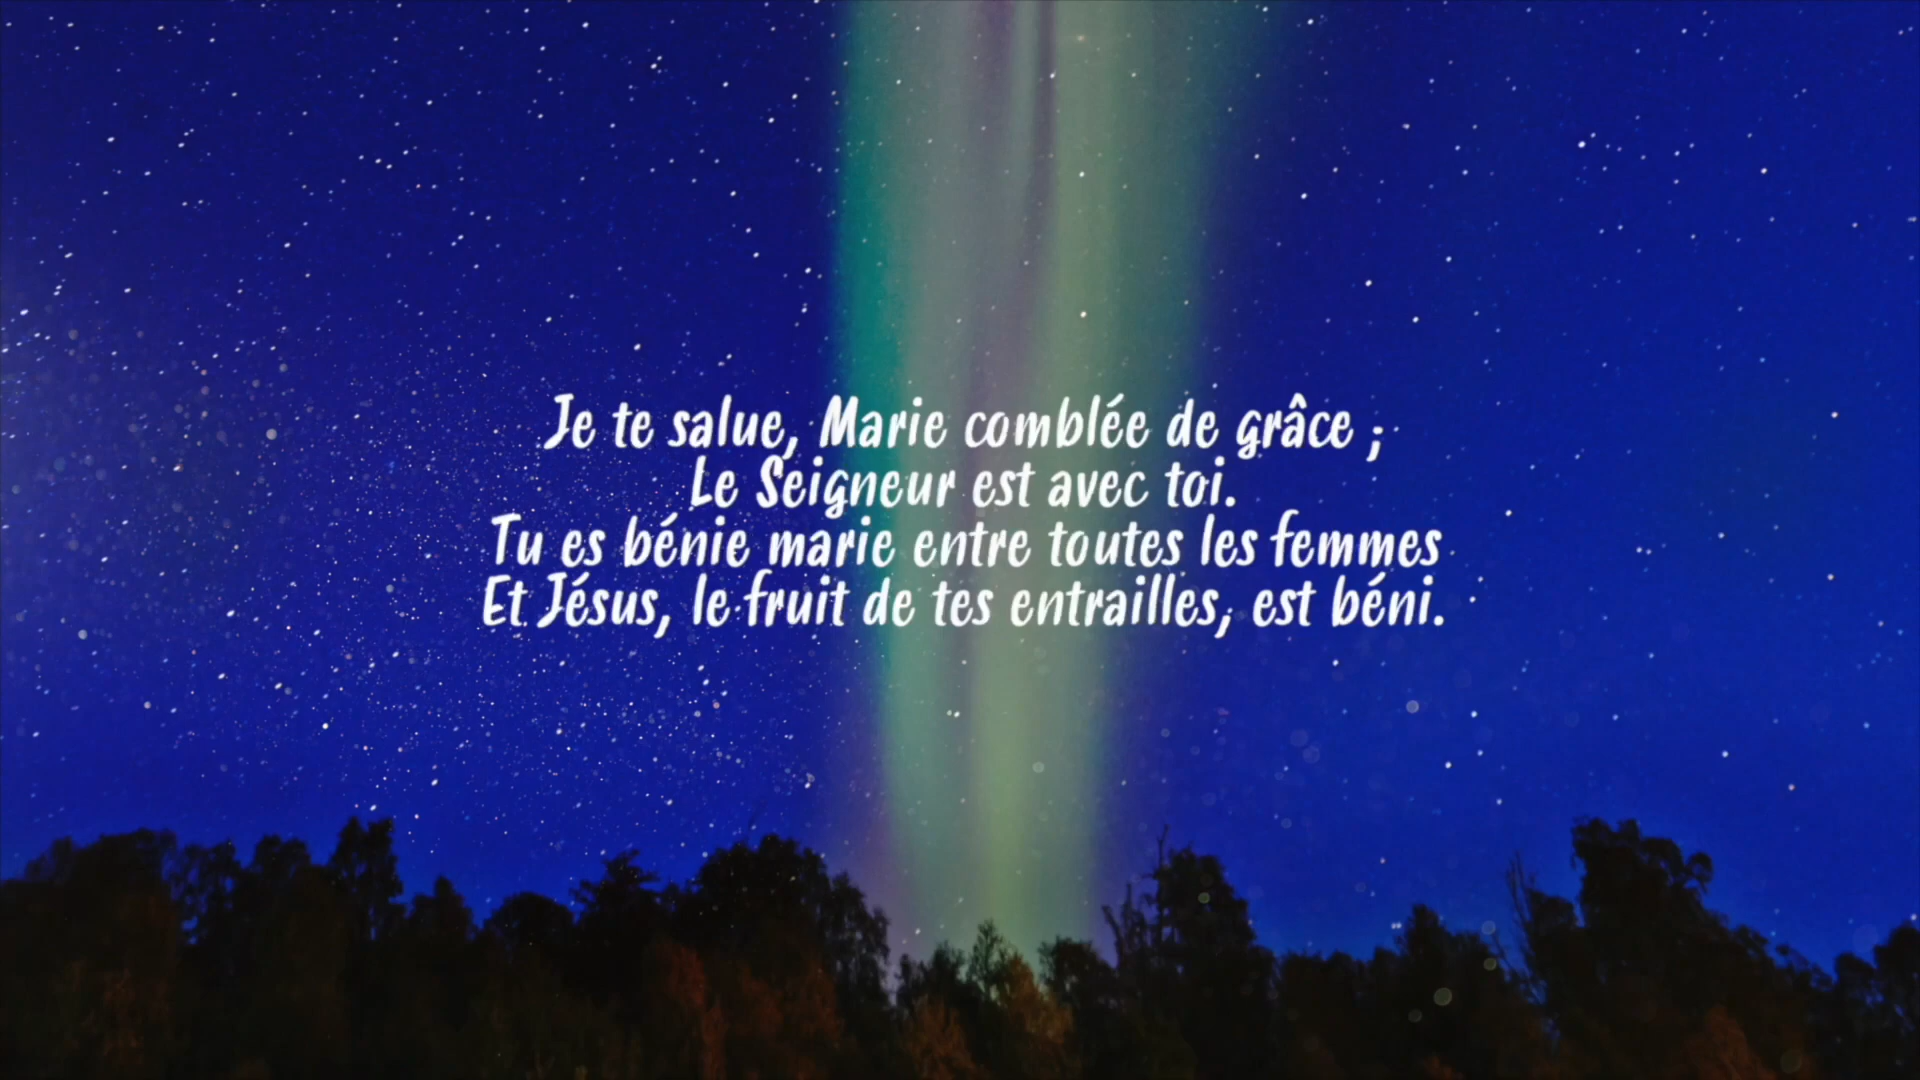 Je te salue, Marie comblée de grâce ;
Le Seigneur est avec toi.
Tu es bénie marie entre toutes les femmes
Et Jésus, le fruit de tes entrailles, est béni.